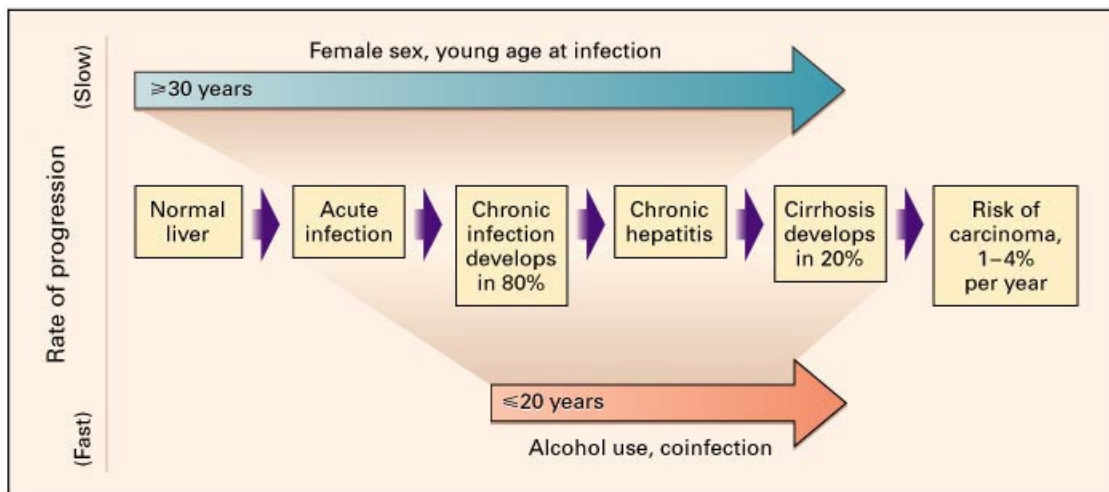 (Slow)
Rate of progression
(Fast)
Female sex, young age at infection
⩾30 years
Normal
liver
Acute
infection
Chronic
infection
develops
in 80%
Chronic
hepatitis
Cirrhosis
develops
in 20%
Risk of
carcinoma,
1–4%
per year
⩽20 years
Alcohol use, coinfection